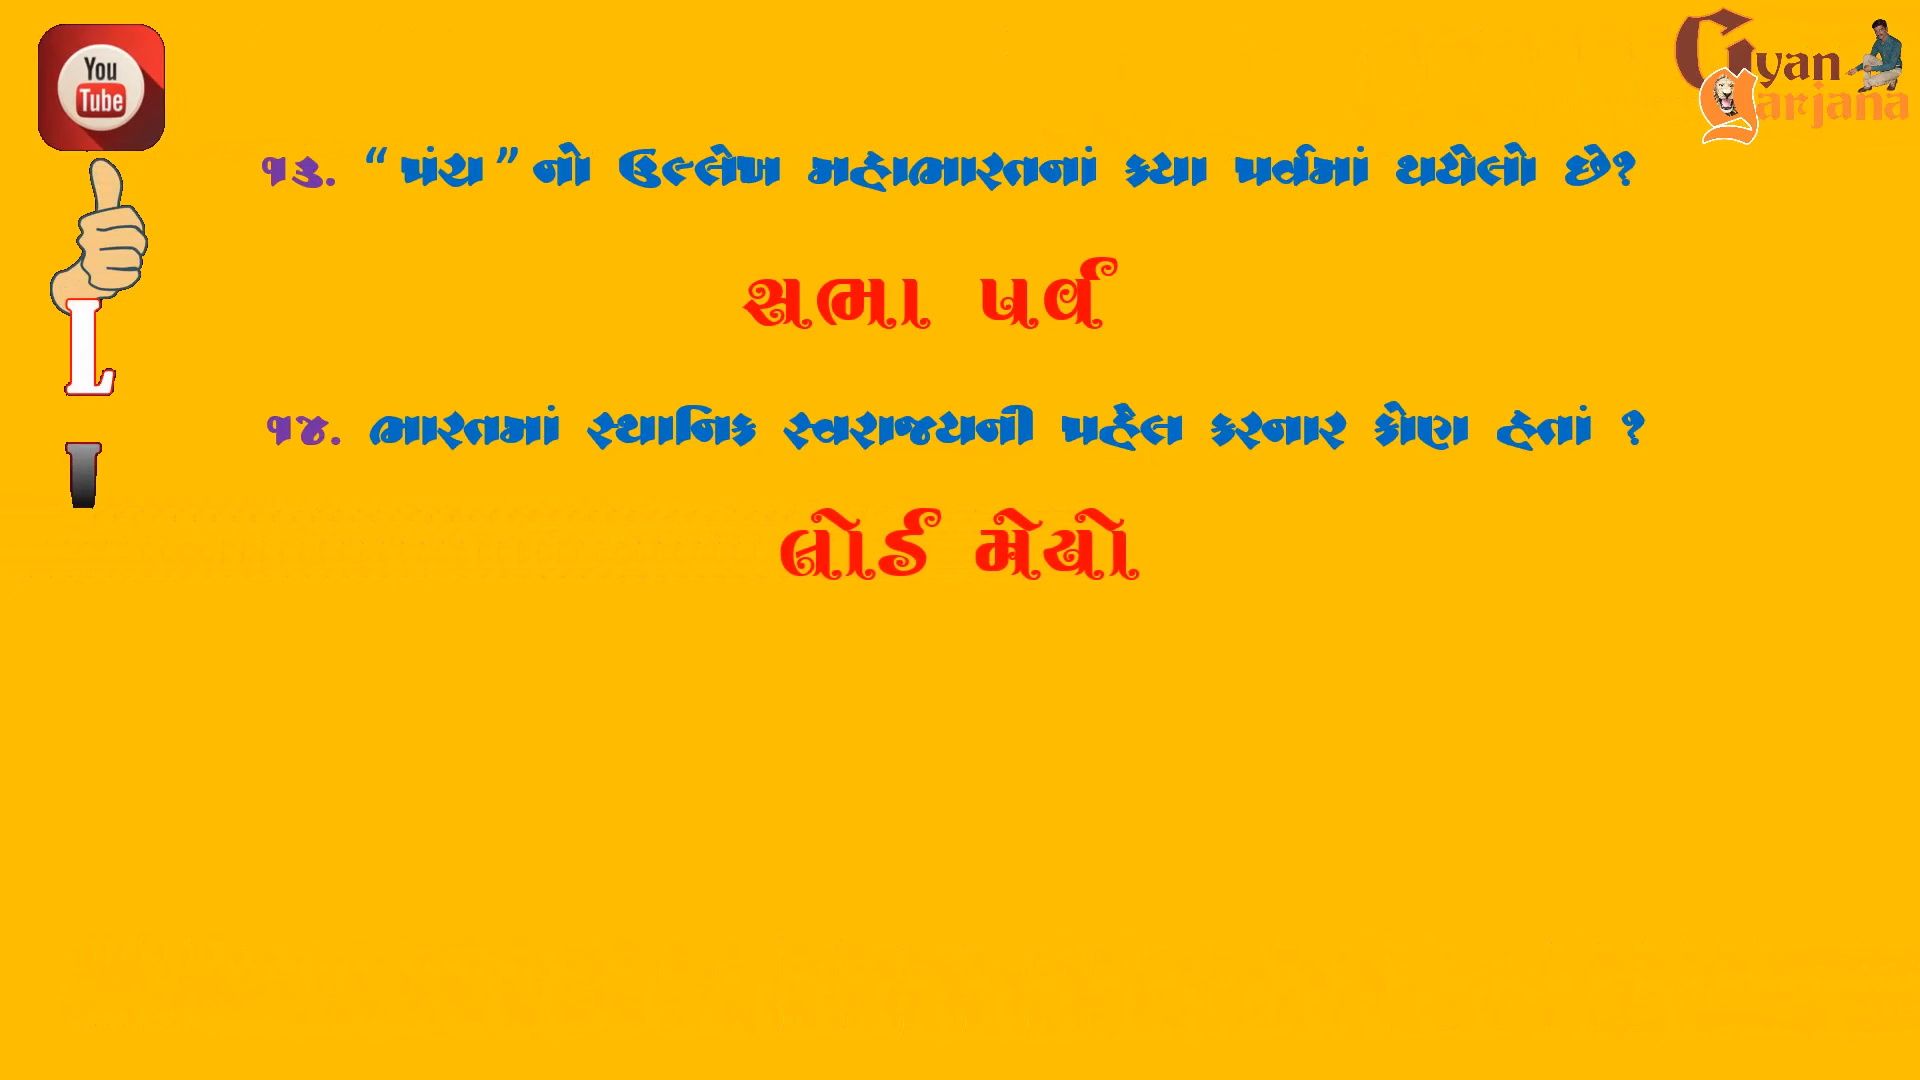 You
Tube
Gyan
Garjana
૧૩. “પંચ”નો ઉલ્લેખ મહાભારતનાં કયા પર્વમાં થયેલો છે?
સભા પર્વ
૧૪. ભારતમાં સ્થાનિક સ્વરાજયની પહેલ કરનાર કોણ હતાં ?
લોર્ડ મેયો
L